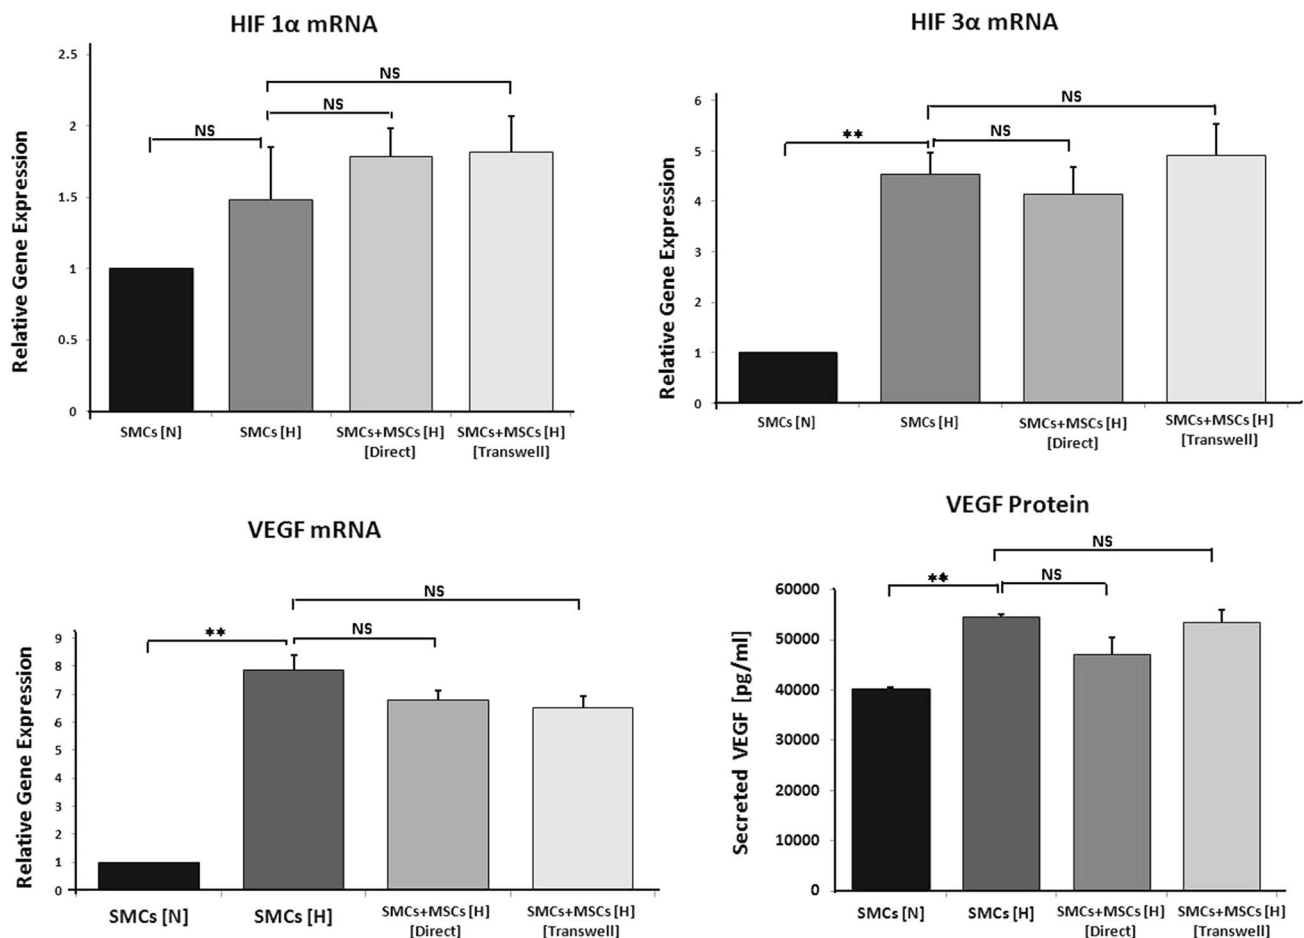 HIF 1α mRNA
Relative Gene Expression
2.5
2
1.5
1
0.5
0
NS
NS
NS
SMCs [N]
SMCs [H]
SMCs+MSCs [H]
[Direct]
SMCs+MSCs [H]
[Transwell]
HIF 3α mRNA
Relative Gene Expression
6
5
4
3
2
1
0
**
NS
NS
SMCs [N]
SMCs [H]
SMCs+MSCs [H]
[Direct]
SMCs+MSCs [H]
[Transwell]
VEGF mRNA
Relative Gene Expression
9
8
7
6
5
4
3
2
1
0
**
NS
NS
SMCs [N]
SMCs [H]
SMCs+MSCs [H]
[Direct]
SMCs+MSCs [H]
[Transwell]
VEGF Protein
Secreted VEGF [pg/ml]
60000
50000
40000
30000
20000
10000
0
**
NS
NS
SMCs [N]
SMCs [H]
SMCs+MSCs [H]
[Direct]
SMCs+MSCs [H]
[Transwell]